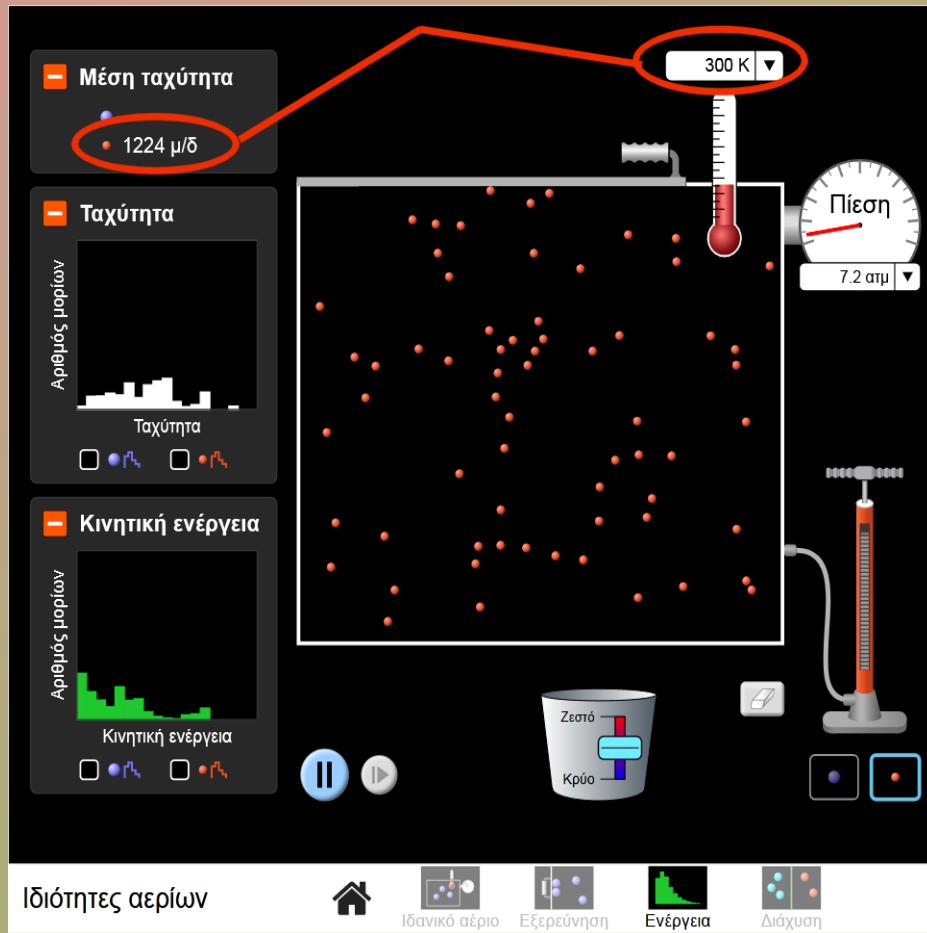 Μέση ταχύτητα
1224 μ/δ
300 K
Ταχύτητα
Αριθμός μορίων
Ταχύτητα
Πίεση
7.2 ατμ
Κινητική ενέργεια
Αριθμός μορίων
Κινητική ενέργεια
Ζεστό
Κρύο
Ιδιότητες αερίων
Ιδανικό αέριο
Εξερεύνηση
Ενέργεια
Διάχυση